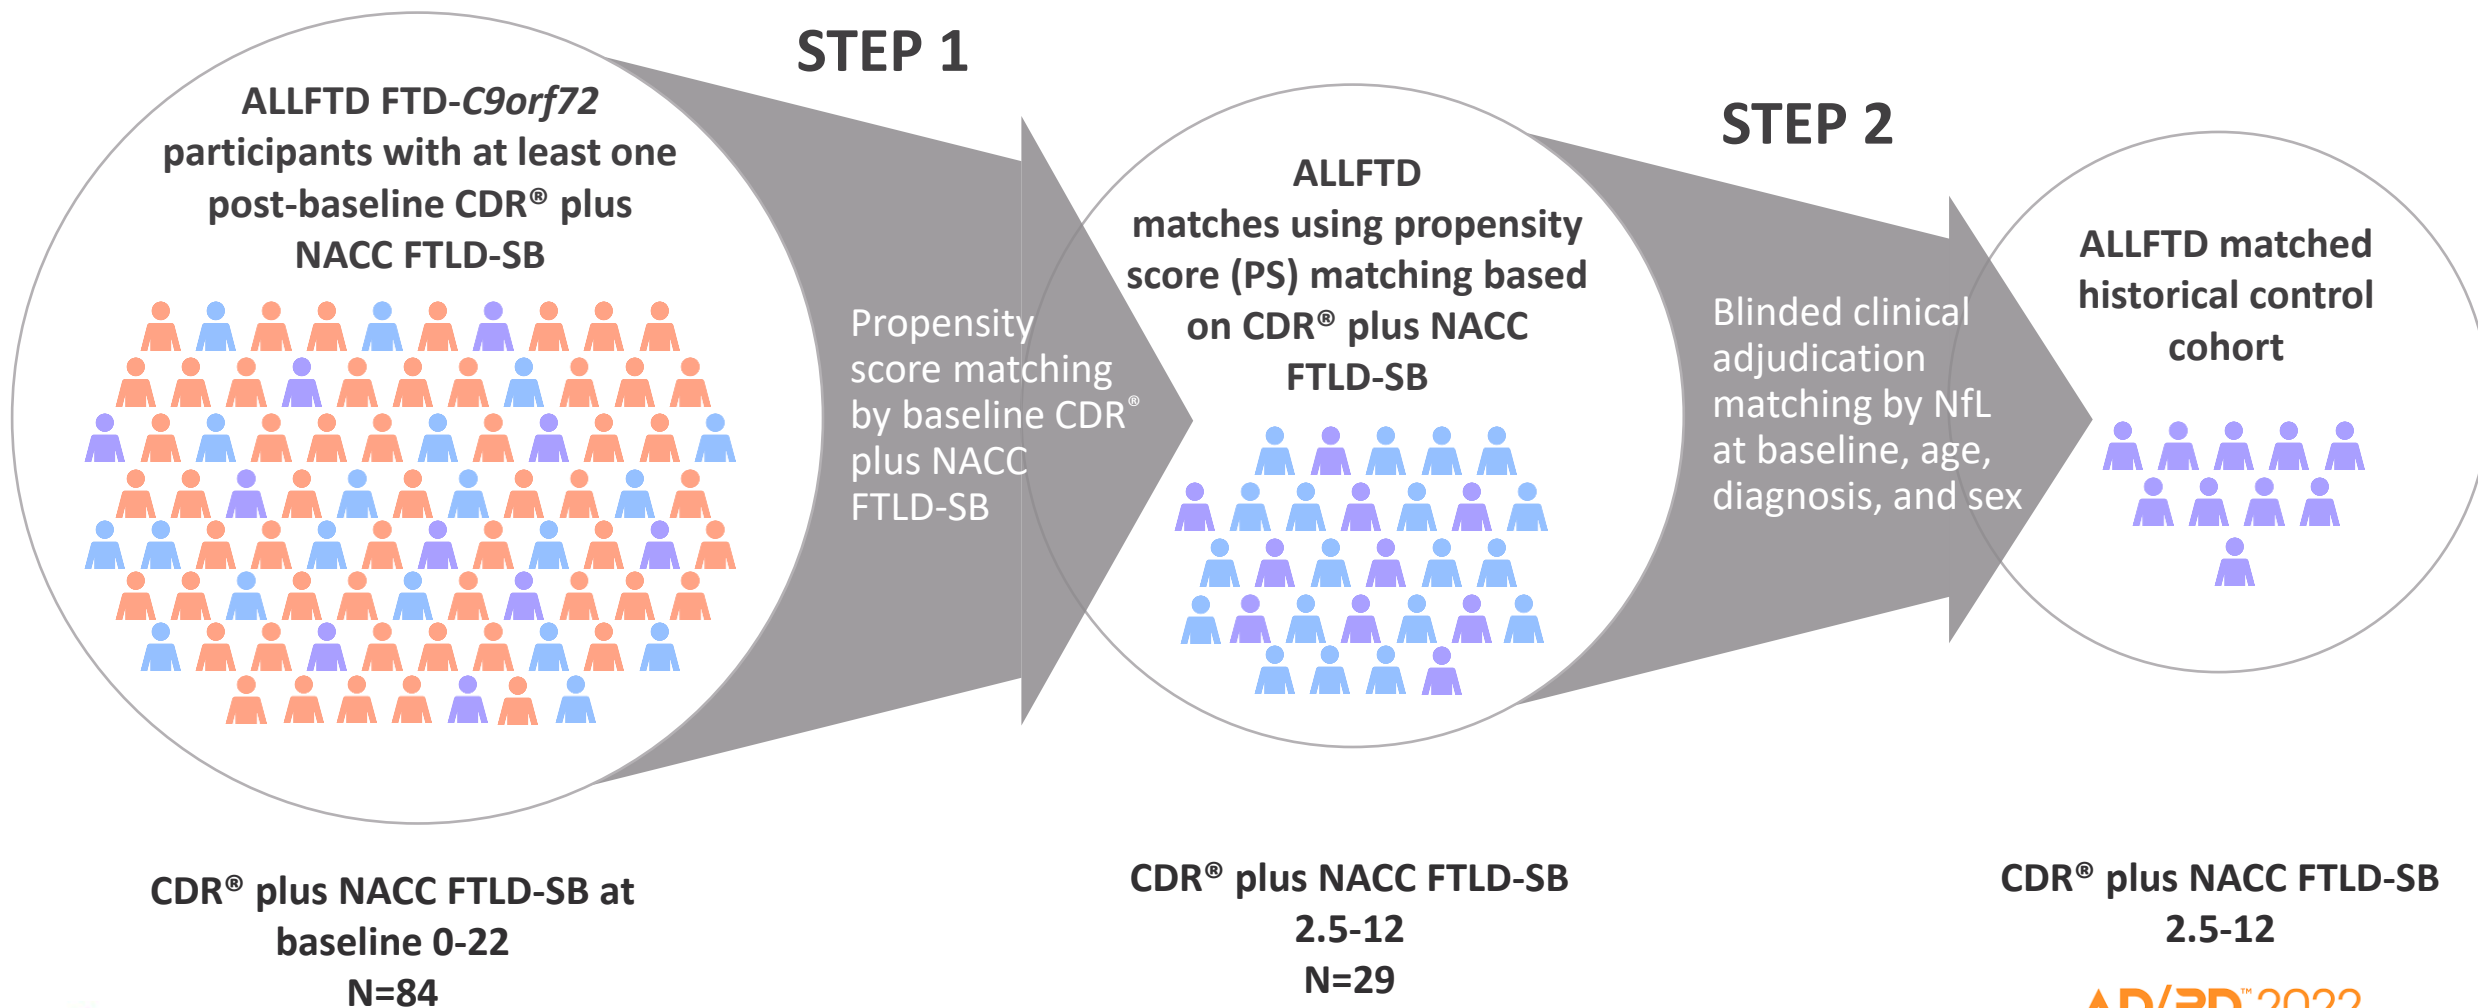 STEP 1
ALLFTD FTD-C9orf72
participants with at least one
post-baseline CDR® plus
NACC FTLD-SB
Propensity
score matching
by baseline CDR®
plus NACC
FTLD-SB
CDR® plus NACC FTLD-SB at
baseline 0-22
N=84
STEP 2
ALLFTD
matches using propensity
score (PS) matching based
on CDR® plus NACC
FTLD-SB
Blinded clinical
adjudication
matching by NfL
at baseline, age,
diagnosis, and sex
CDR® plus NACC FTLD-SB
2.5-12
N=29
ALLFTD matched
historical control
cohort
CDR® plus NACC FTLD-SB
2.5-12
AD/PD™ 2022